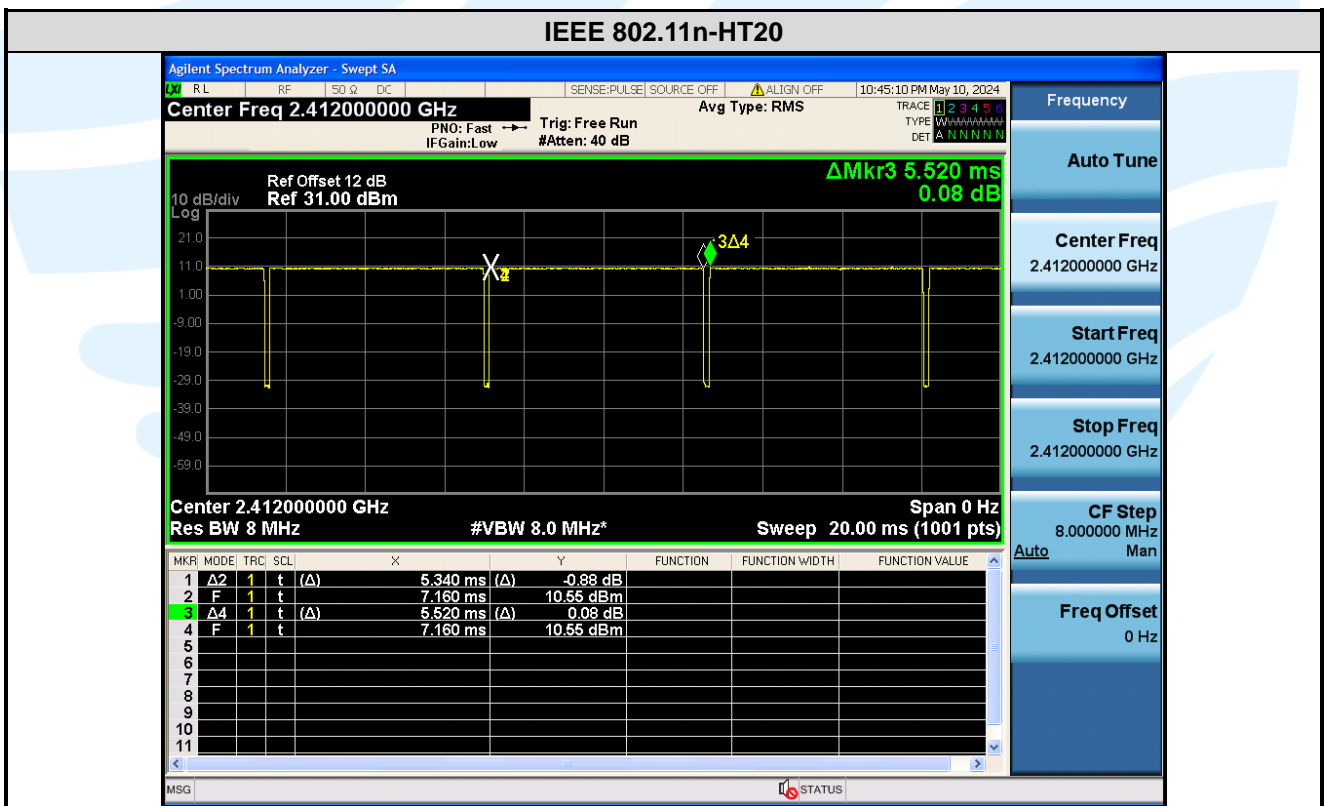 IEEE 802.11n-HT20
Agilent Spectrum Analyzer - Swept SA
LXI RL RF 50 Ω DC SENSE:PULSE SOURCE OFF ALIGN OFF 10:45:10 PM May 10, 2024
Center Freq 2.412000000 GHz Avg Type: RMS TRACE 1 2 3 4 5 6
PNO: Fast Trig: Free Run TYPE W
IFGain:Low #Atten: 40 dB DET A N N N N N
ΔMkr3 5.520 ms
0.08 dB
Ref Offset 12 dB
10 dB/div Ref 31.00 dBm
Log
21.0
3Δ4
11.0
1.00
-9.00
-19.0
-29.0
-39.0
-49.0
-59.0
Center 2.412000000 GHz Span 0 Hz
Res BW 8 MHz #VBW 8.0 MHz* Sweep 20.00 ms (1001 pts)
MKR MODE TRC SCL X Y FUNCTION FUNCTION WIDTH FUNCTION VALUE
1 Δ2 1 t (Δ) 5.340 ms (Δ) -0.88 dB
2 F 1 t 7.160 ms 10.55 dBm
3 Δ4 1 t (Δ) 5.520 ms (Δ) 0.08 dB
4 F 1 t 7.160 ms 10.55 dBm
5
6
7
8
9
10
11
MSG STATUS
Frequency
Auto Tune
Center Freq
2.412000000 GHz
Start Freq
2.412000000 GHz
Stop Freq
2.412000000 GHz
CF Step
8.000000 MHz
Auto Man
Freq Offset
0 Hz